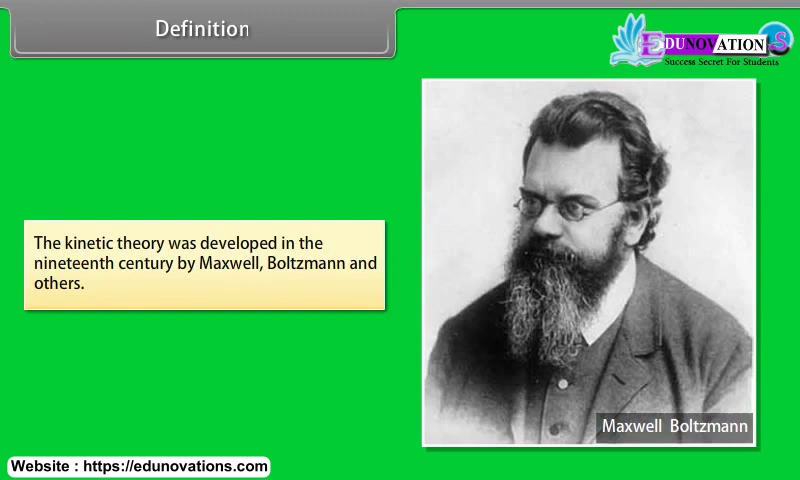 Definition
EDUNOVATION S
Success Secret For Students
The kinetic theory was developed in the
nineteenth century by Maxwell, Boltzmann and
others.
Maxwell Boltzmann
Website : https://edunovations.com